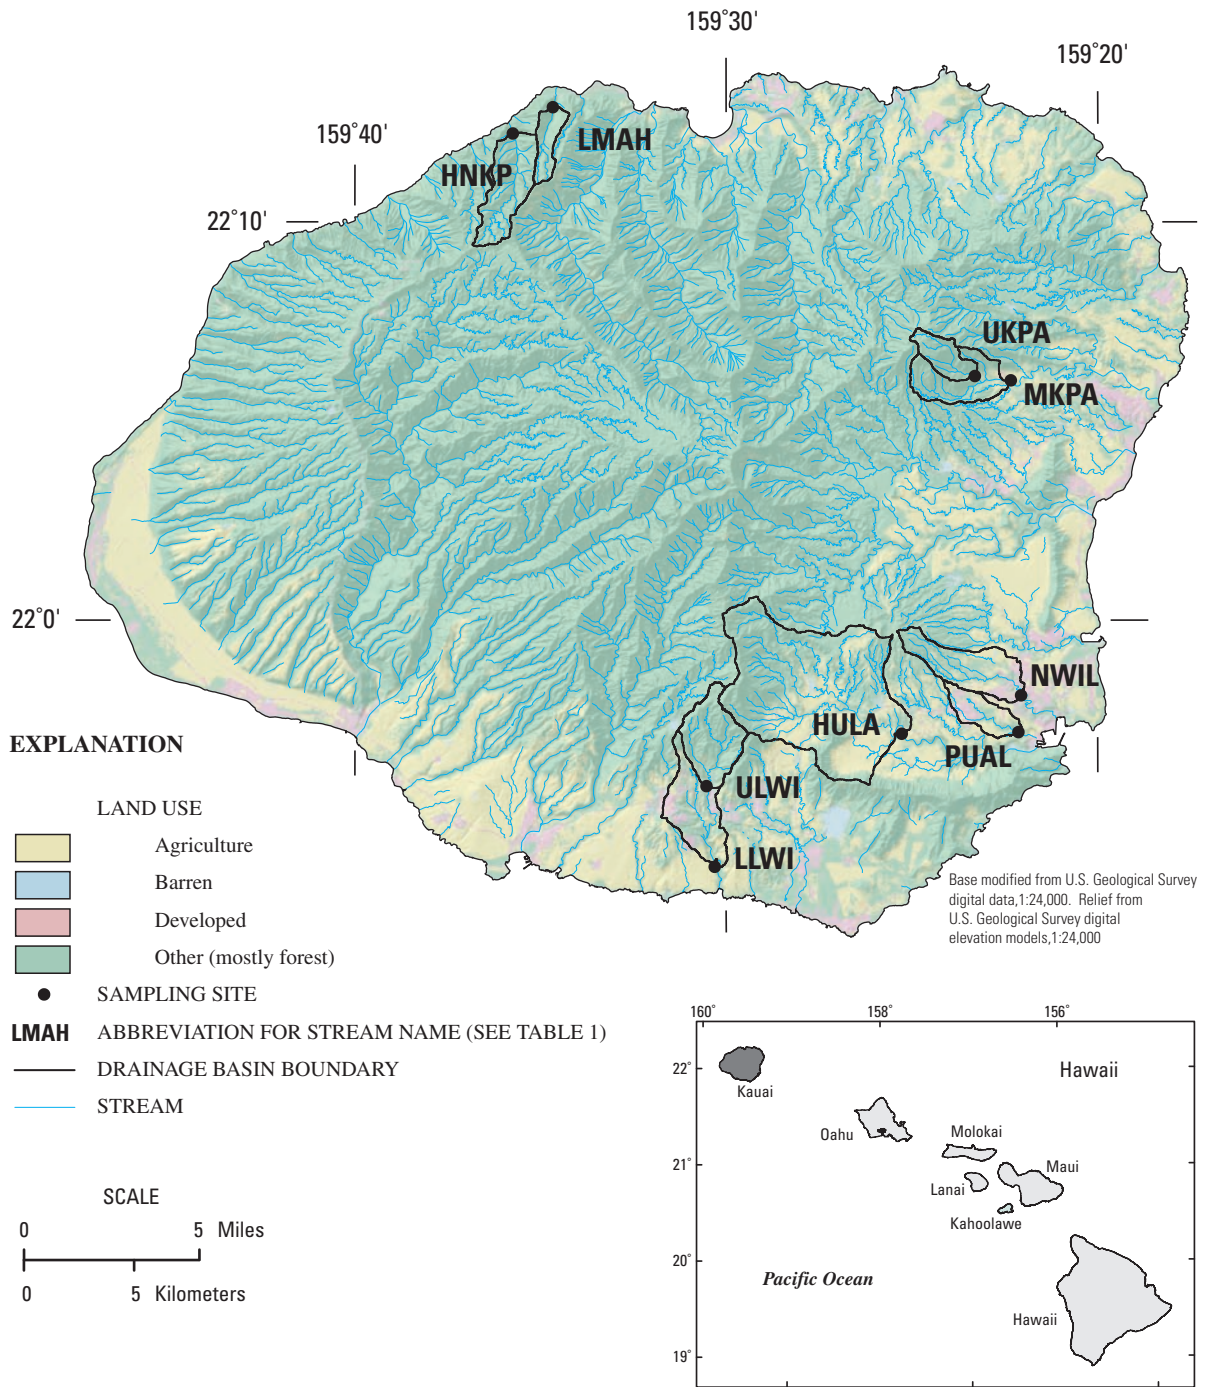 159°30'
159°20'
159°40'
LMAH
HNKP
22°10'
UKPA
MKPA
22°0'
NWIL
HULA
PUAL
ULWI
LLWI
EXPLANATION
LAND USE
Agriculture
Barren
Developed
Other (mostly forest)
SAMPLING SITE
LMAH ABBREVIATION FOR STREAM NAME (SEE TABLE 1)
DRAINAGE BASIN BOUNDARY
STREAM
Base modified from U.S. Geological Survey
digital data,1:24,000. Relief from
U.S. Geological Survey digital
elevation models,1:24,000
SCALE
0 5 Miles
0 5 Kilometers
160° 158° 156°
22°
Hawaii
Kauai
Oahu
Molokai
21°
Maui
Lanai
Kahoolawe
20°
Pacific Ocean
Hawaii
19°